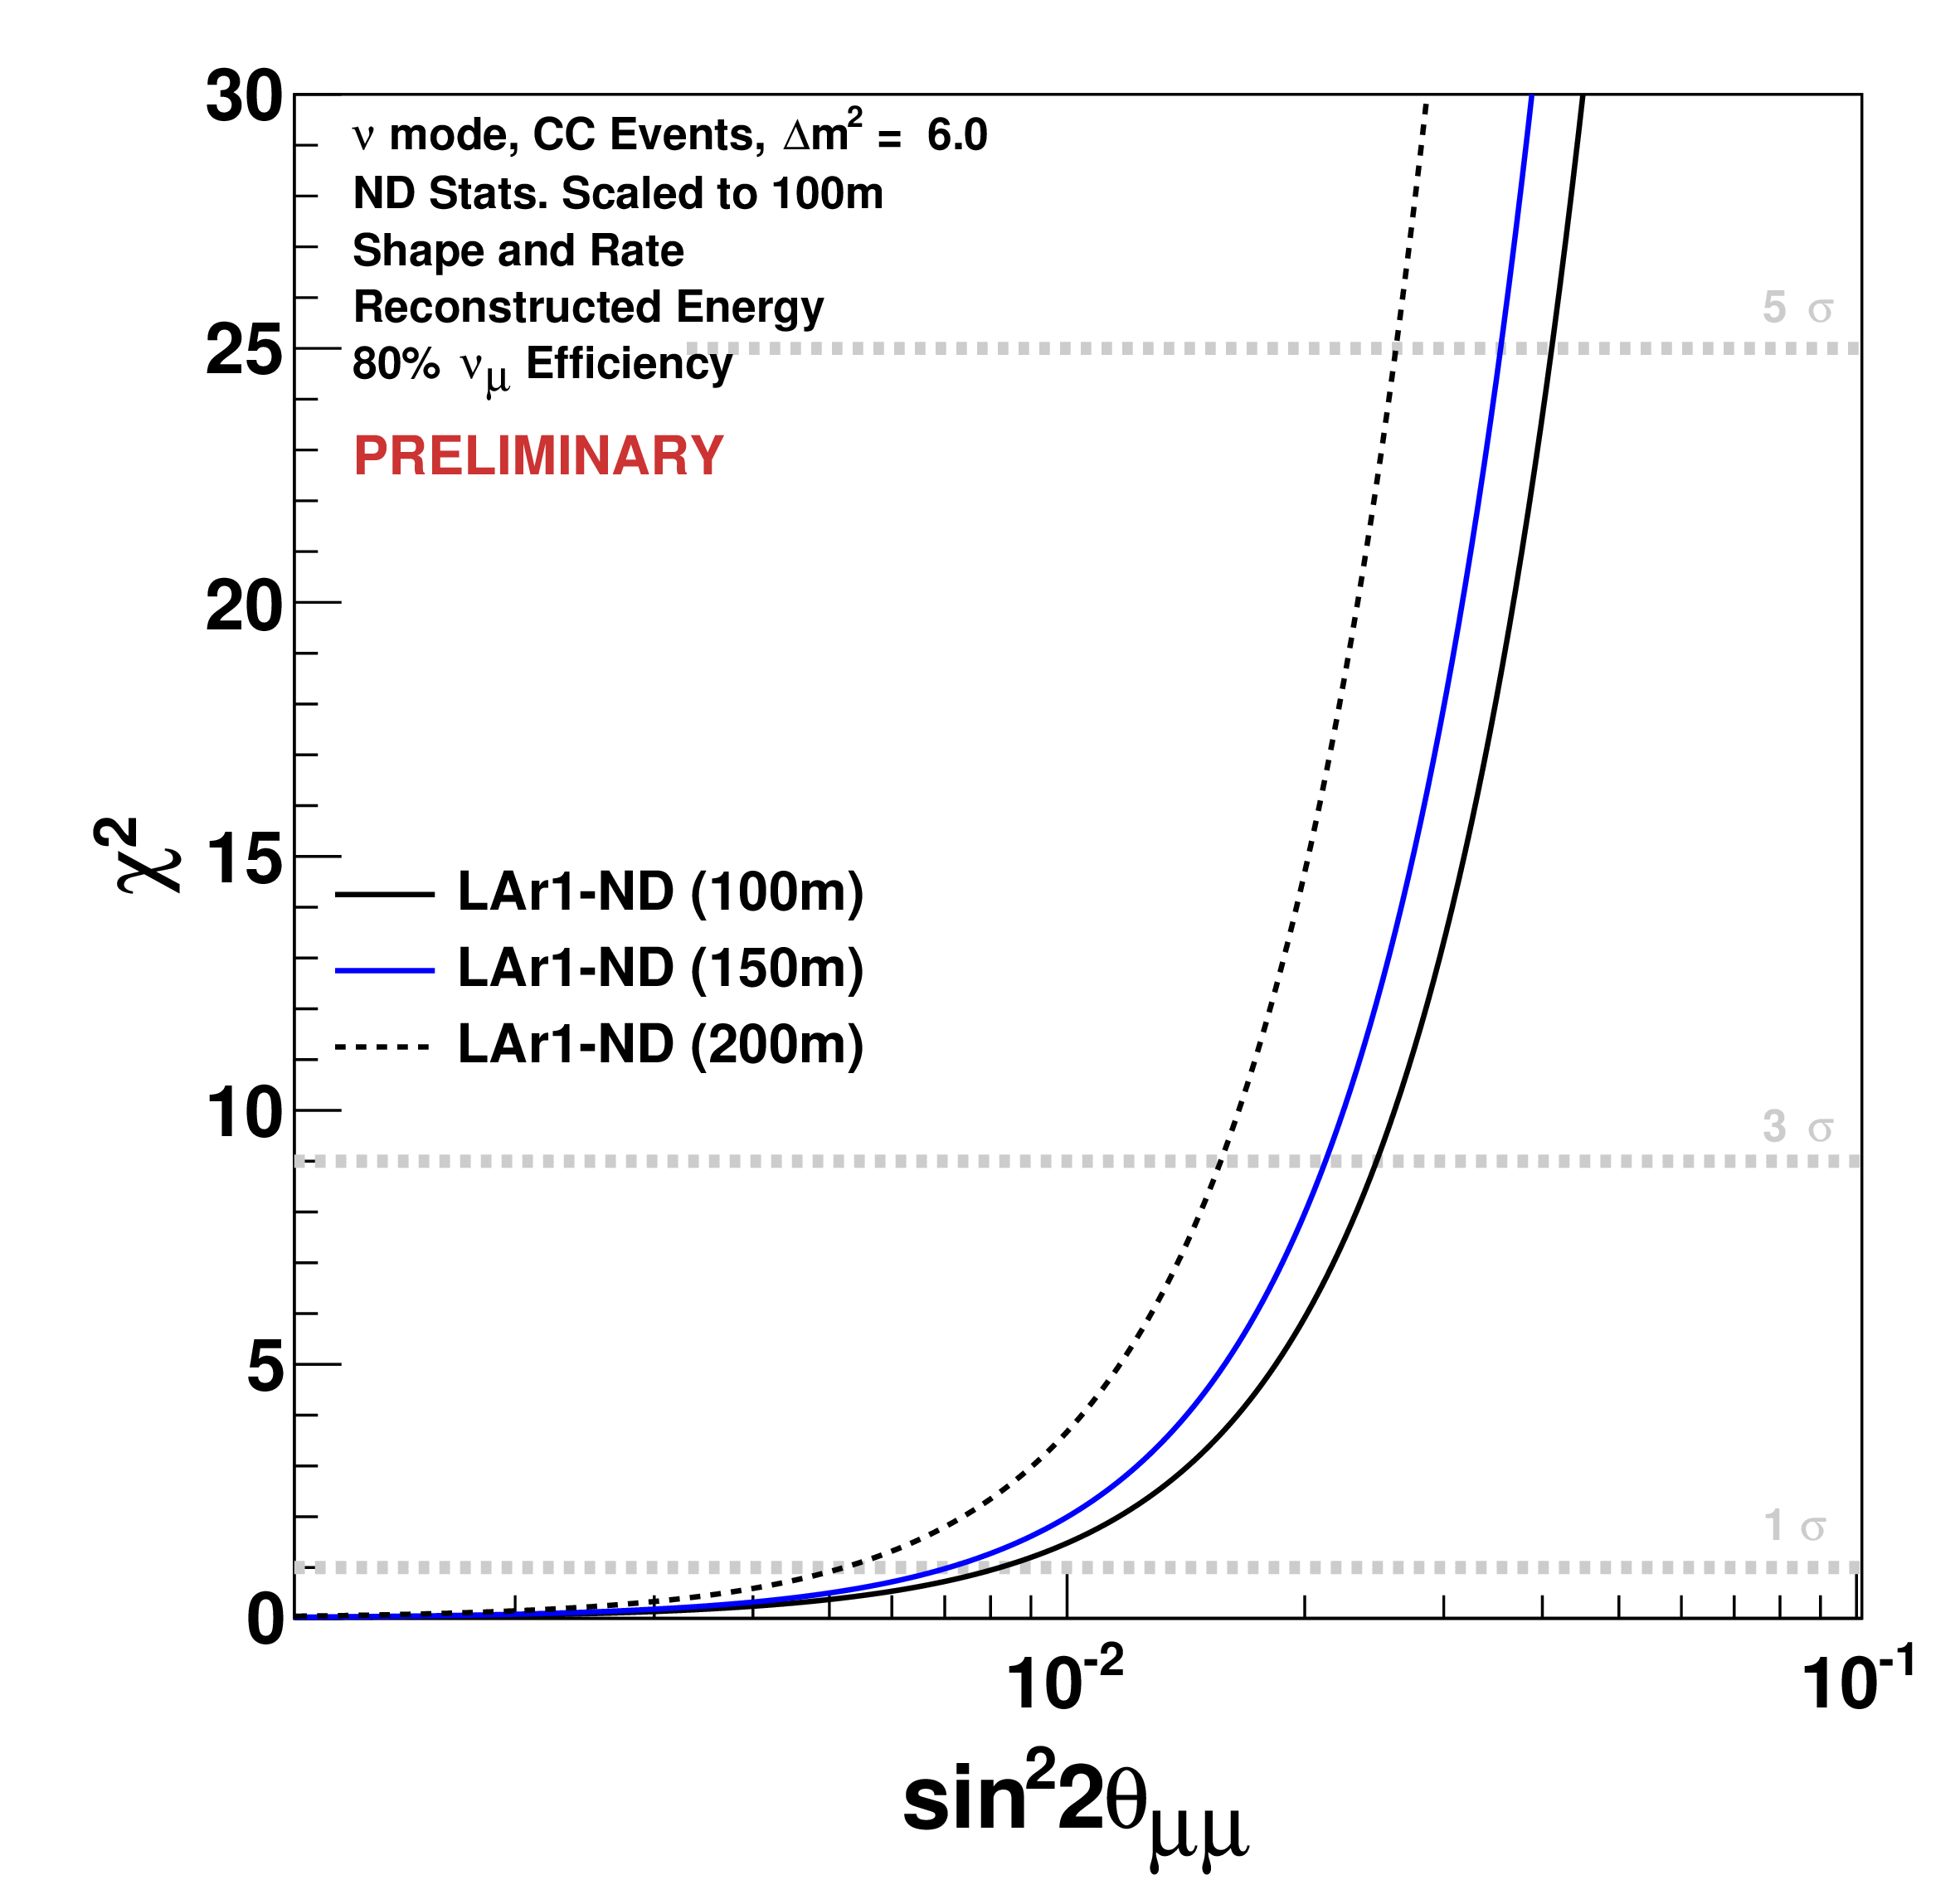 30
ν mode, CC Events, Δm² = 6.0
ND Stats. Scaled to 100m
Shape and Rate
Reconstructed Energy
5 σ
25
80% νμ Efficiency
PRELIMINARY
20
χ²
15
LAr1-ND (100m)
LAr1-ND (150m)
LAr1-ND (200m)
10
3 σ
5
1 σ
0
10⁻²
10⁻¹
sin²2θμμ